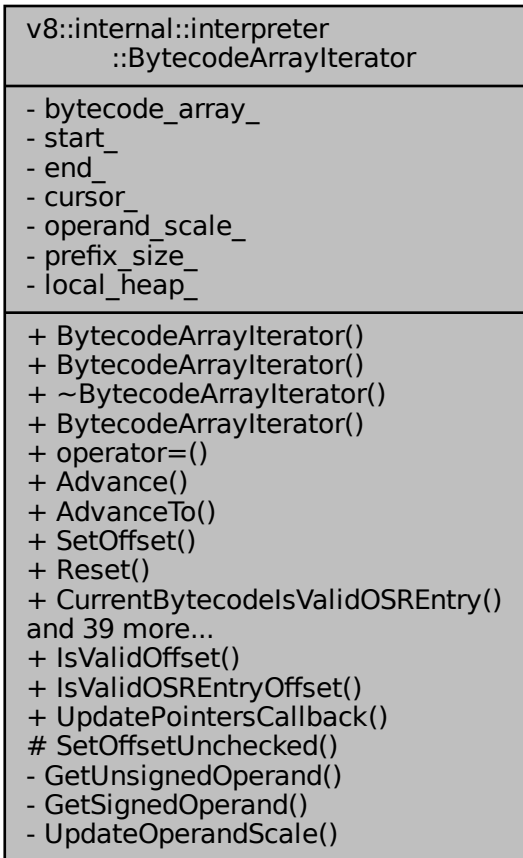 v8::internal::interpreter
::BytecodeArrayIterator
- bytecode_array_
- start_
- end_
- cursor_
- operand_scale_
- prefix_size_
- local_heap_
+ BytecodeArrayIterator()
+ BytecodeArrayIterator()
+ ~BytecodeArrayIterator()
+ BytecodeArrayIterator()
+ operator=()
+ Advance()
+ AdvanceTo()
+ SetOffset()
+ Reset()
+ CurrentBytecodeIsValidOSREntry()
and 39 more...
+ IsValidOffset()
+ IsValidOSREntryOffset()
+ UpdatePointersCallback()
# SetOffsetUnchecked()
- GetUnsignedOperand()
- GetSignedOperand()
- UpdateOperandScale()